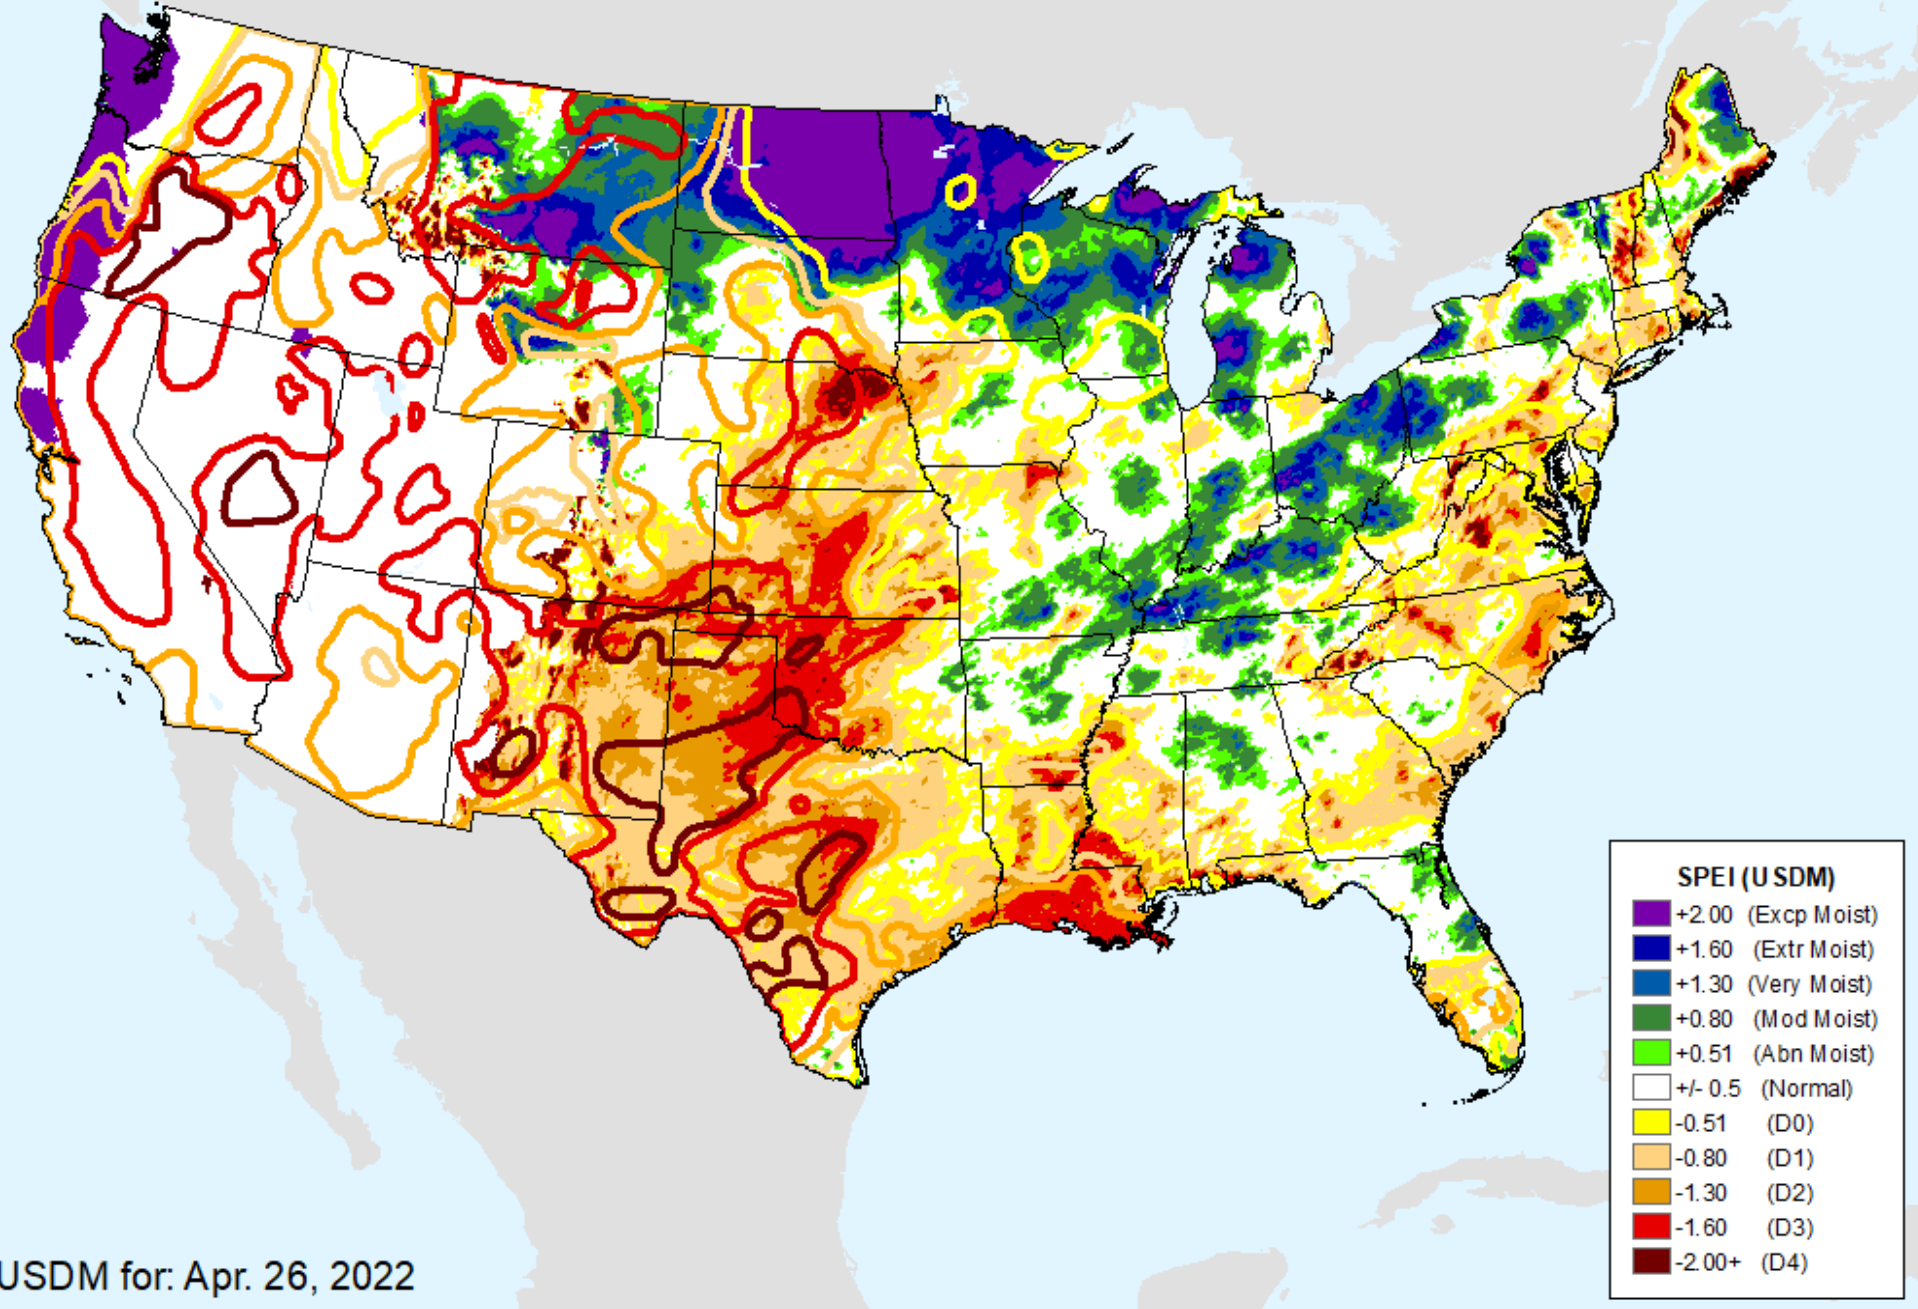 SPEI (USDM)
+2.00 (Excp Moist)
+1.60 (Extr Moist)
+1.30 (Very Moist)
+0.80 (Mod Moist)
+0.51 (Abn Moist)
+/- 0.5 (Normal)
-0.51 (D0)
-0.80 (D1)
-1.30 (D2)
-1.60 (D3)
-2.00+ (D4)
USDM for: Apr. 26, 2022